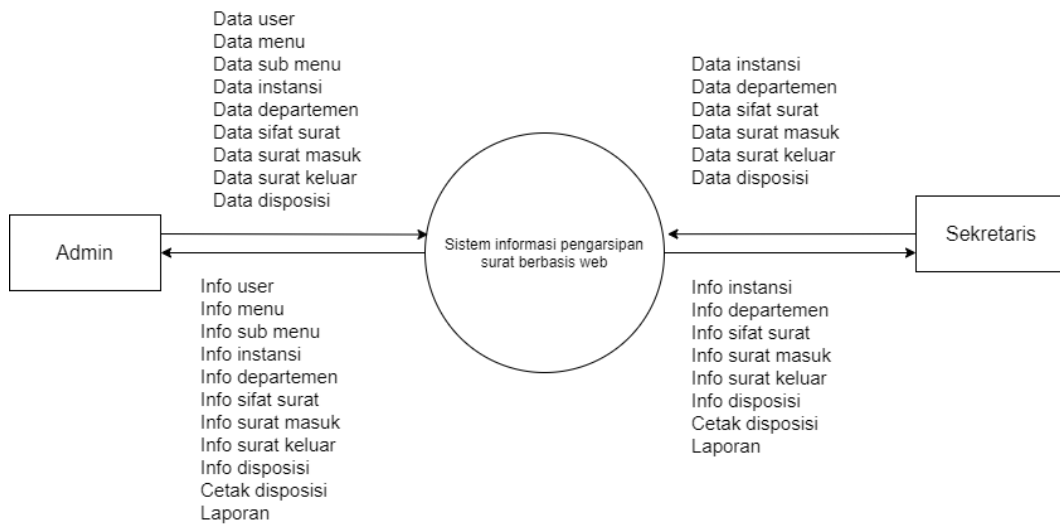 Data user
Data menu
Data sub menu
Data instansi
Data departemen
Data sifat surat
Data surat masuk
Data surat keluar
Data disposisi
Data instansi
Data departemen
Data sifat surat
Data surat masuk
Data surat keluar
Data disposisi
Admin
Sistem informasi pengarsipan
surat berbasis web
Sekretaris
Info user
Info menu
Info sub menu
Info instansi
Info departemen
Info sifat surat
Info surat masuk
Info surat keluar
Info disposisi
Cetak disposisi
Laporan
Info instansi
Info departemen
Info sifat surat
Info surat masuk
Info surat keluar
Info disposisi
Cetak disposisi
Laporan